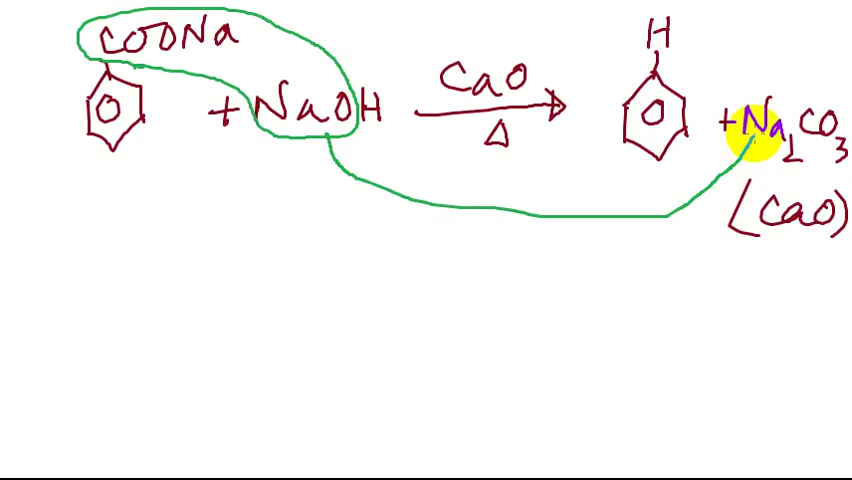 COONa H
+ NaOH CaO Δ + Na2CO3
(CaO)